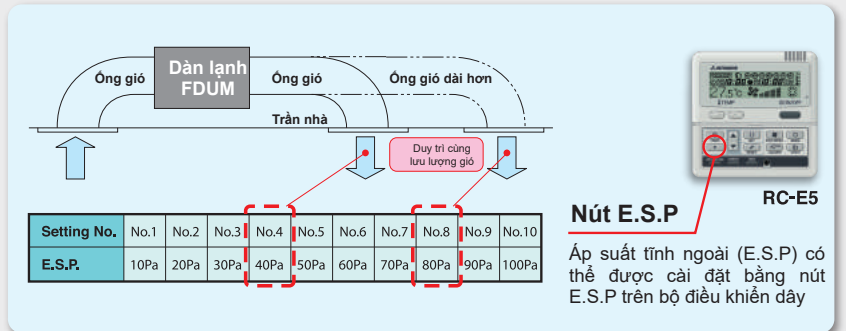 Ống gió
Dàn lạnh
FDUM
Ống gió
Ống gió dài hơn
Trần nhà
Duy trì cùng
lưu lượng gió
Setting No. No.1 No.2 No.3 No.4 No.5 No.6 No.7 No.8 No.9 No.10
E.S.P. 10Pa 20Pa 30Pa 40Pa 50Pa 60Pa 70Pa 80Pa 90Pa 100Pa
RC-E5
Nút E.S.P
Áp suất tĩnh ngoài (E.S.P) có
thể được cài đặt bằng nút
E.S.P trên bộ điều khiển dây